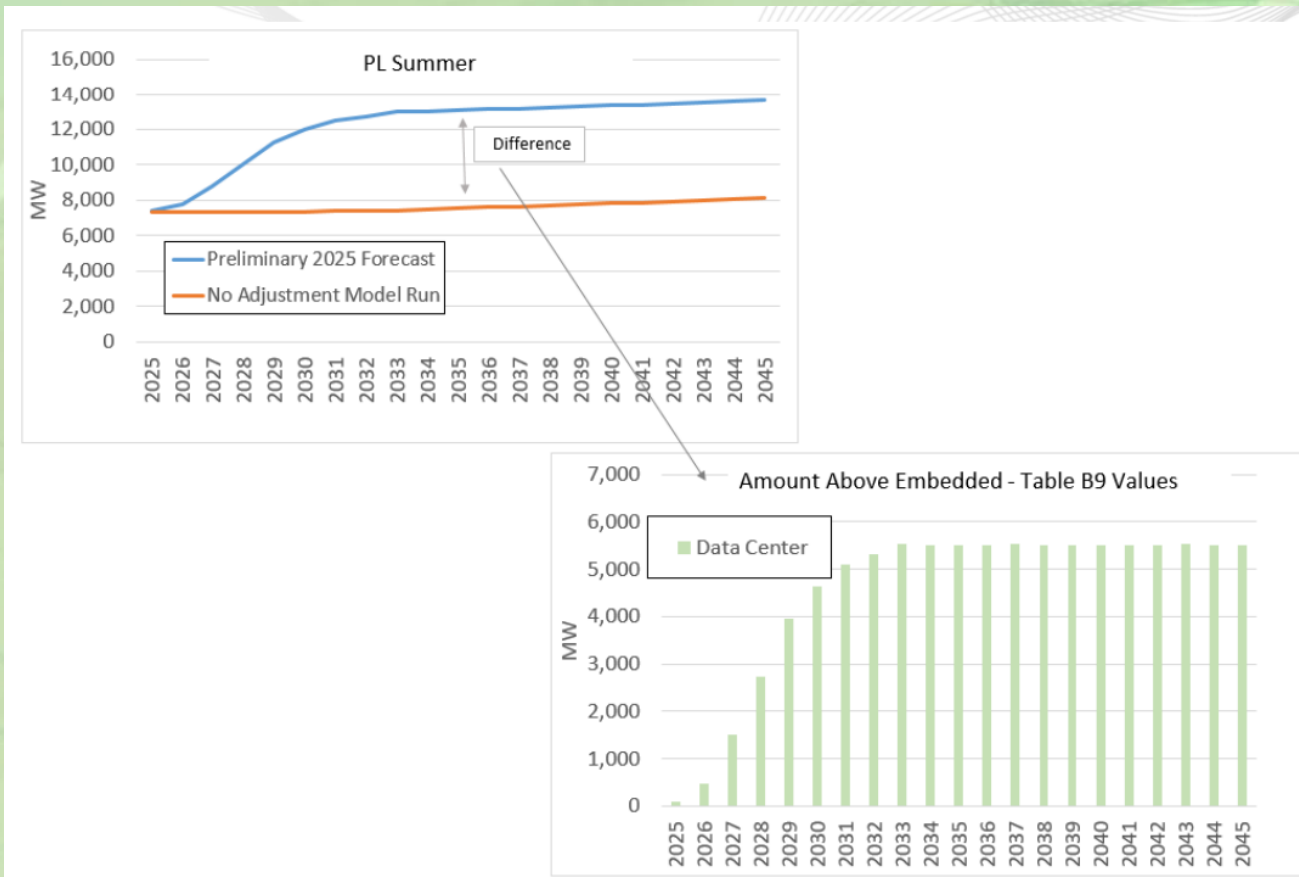 PL Summer
16,000
14,000
12,000
10,000
8,000
6,000
4,000
2,000
0
MW
Difference
Preliminary 2025 Forecast
No Adjustment Model Run
2025 2026 2027 2028 2029 2030 2031 2032 2033 2034 2035 2036 2037 2038 2039 2040 2041 2042 2043 2044 2045
Amount Above Embedded - Table B9 Values
7,000
6,000
5,000
4,000
3,000
2,000
1,000
0
MW
Data Center
2025 2026 2027 2028 2029 2030 2031 2032 2033 2034 2035 2036 2037 2038 2039 2040 2041 2042 2043 2044 2045